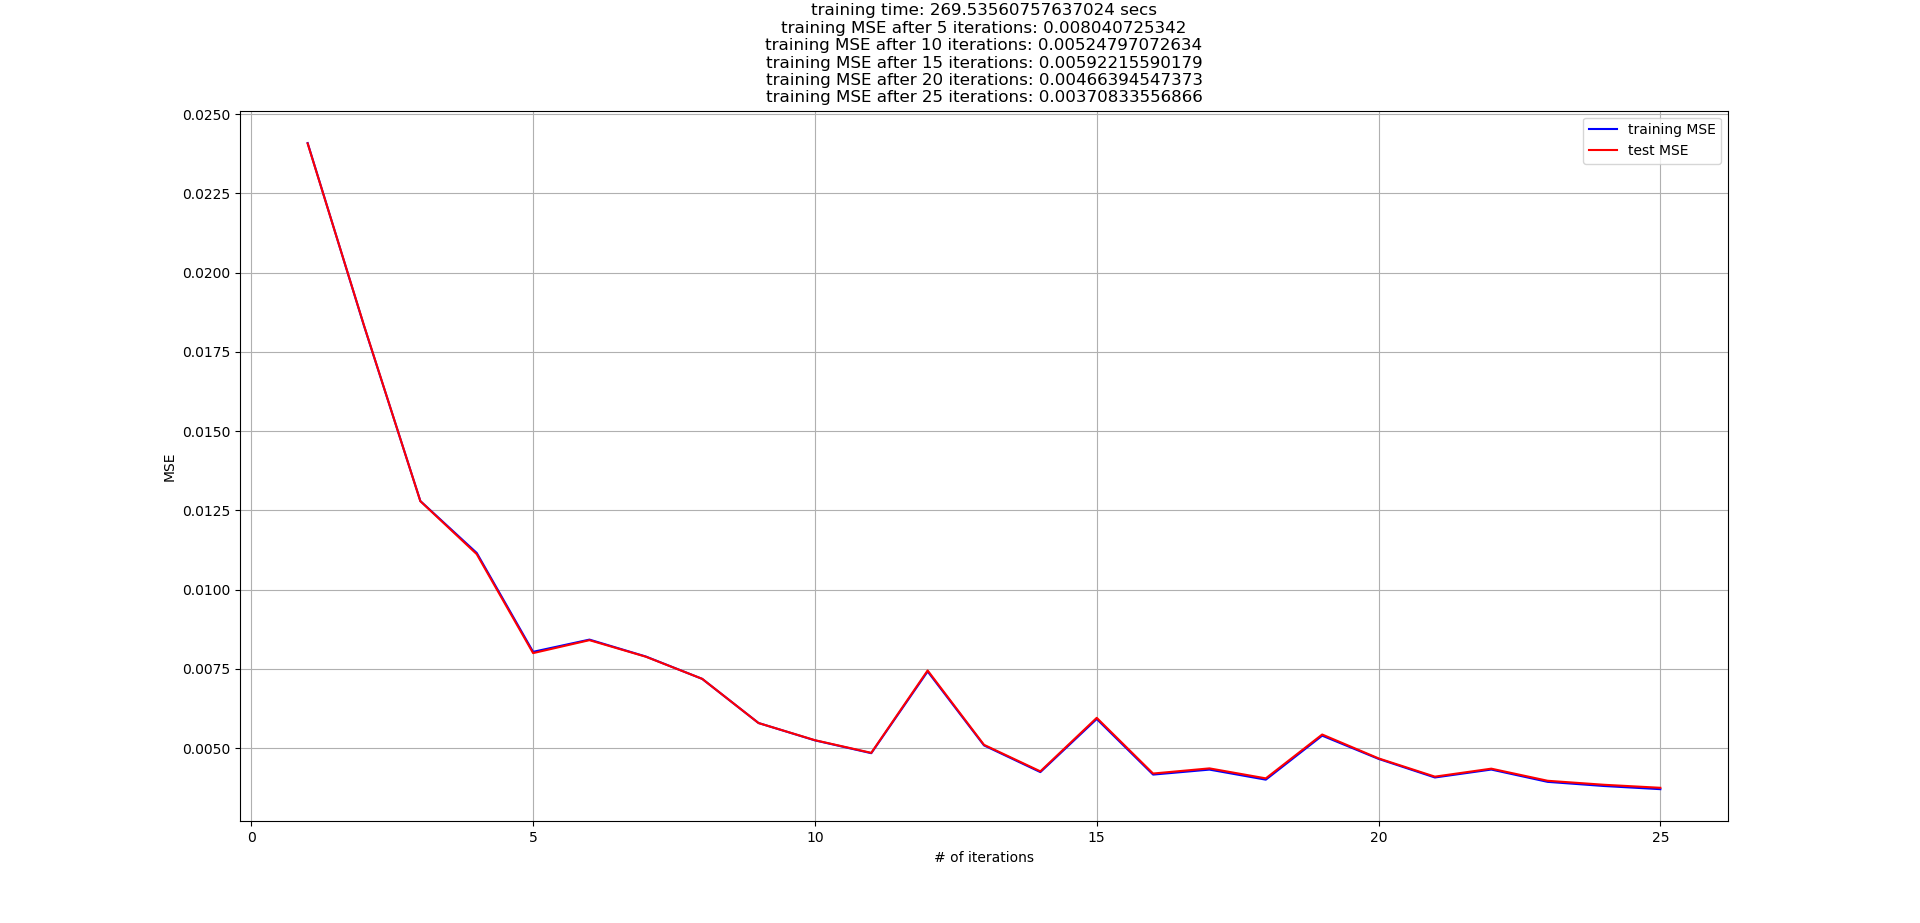 training time: 269.53560757637024 secs
training MSE after 5 iterations: 0.008040725342
training MSE after 10 iterations: 0.00524797072634
training MSE after 15 iterations: 0.00592215590179
training MSE after 20 iterations: 0.00466394547373
training MSE after 25 iterations: 0.00370833556866
training MSE
test MSE
0.0250
0.0225
0.0200
0.0175
0.0150
0.0125
0.0100
0.0075
0.0050
MSE
0 5 10 15 20 25
# of iterations